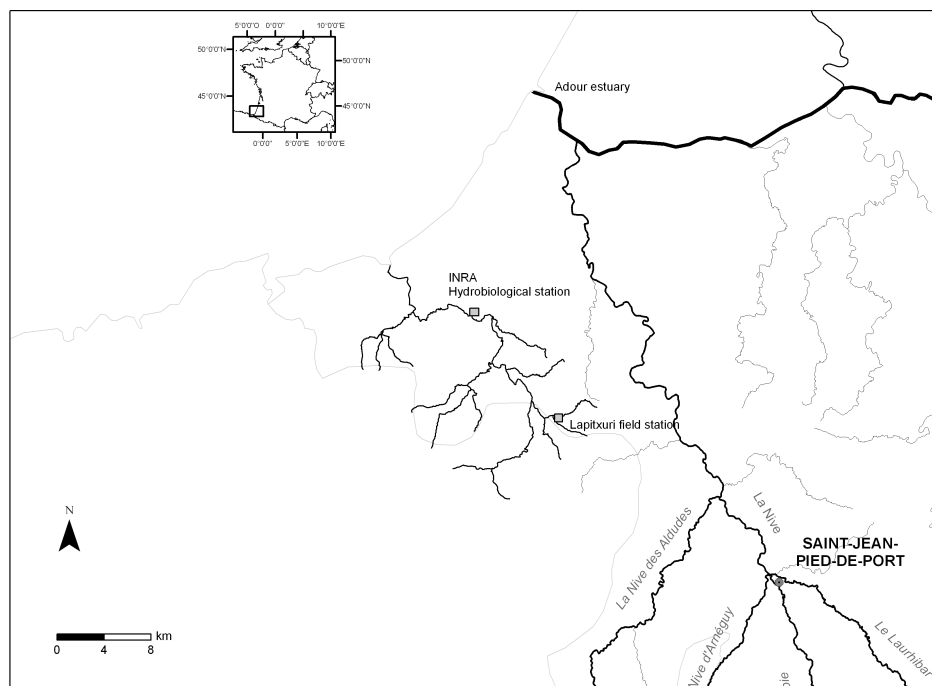 5°0'0"O 0°0'0" 10°0'0"E
50°0'0"N
50°0'0"N
45°0'0"N
45°0'0"N
0°0'0" 5°0'0"E 10°0'0"E
Adour estuary
INRA
Hydrobiological station
Lapitxuri field station
N
La Nive
La Nive des Aldudes
SAINT-JEAN-
PIED-DE-PORT
Nive d'Arnéguy
Le Laurhibar
km
0 4 8